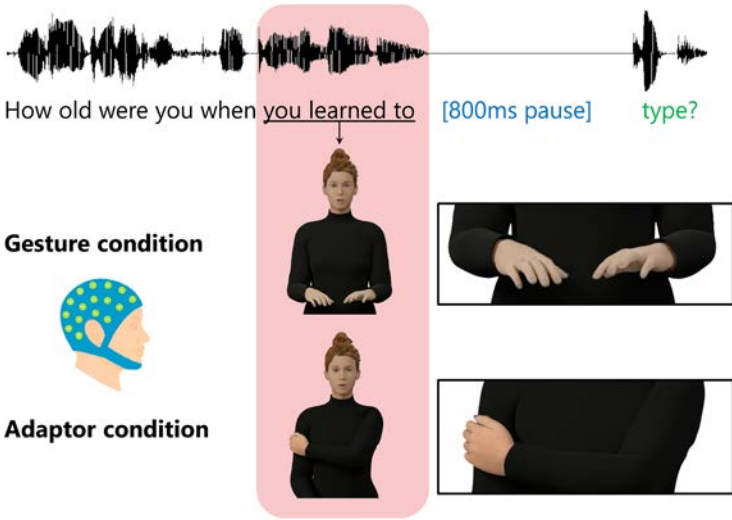 How old were you when you learned to [800ms pause] type?
Gesture condition
Adaptor condition